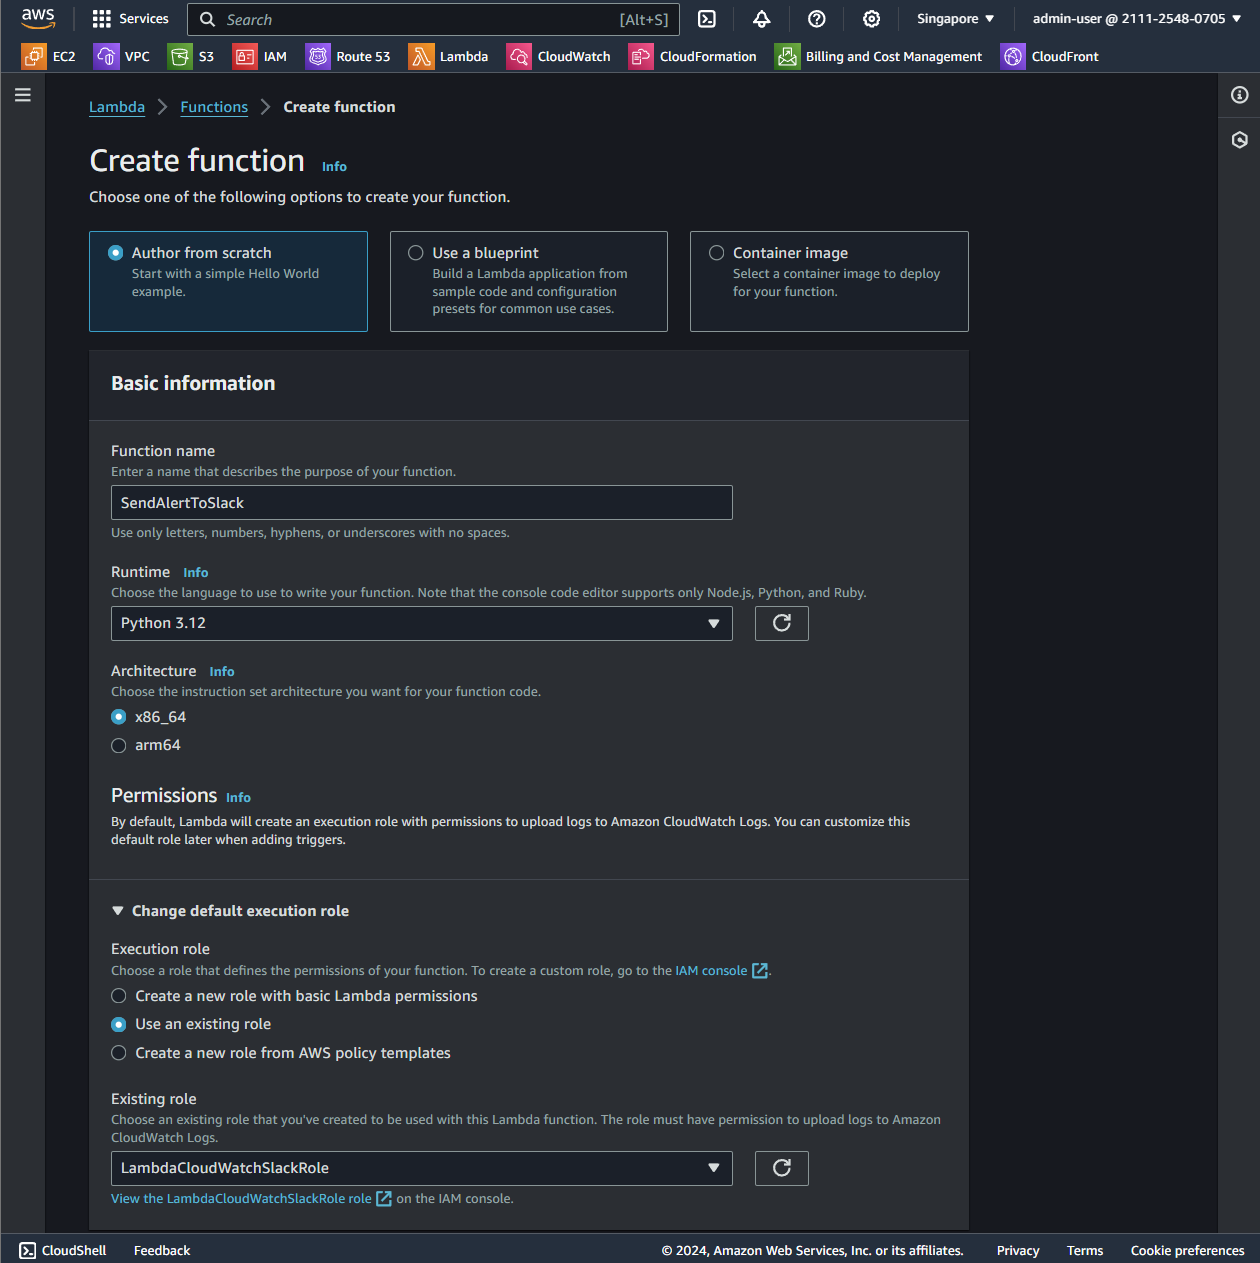 aws
Services
Search
[Alt+S]
Singapore
admin-user @ 2111-2548-0705
EC2
VPC
S3
IAM
Route 53
Lambda
CloudWatch
CloudFormation
Billing and Cost Management
CloudFront
Lambda
Functions
Create function
Create function
Info
Choose one of the following options to create your function.
Author from scratch
Start with a simple Hello World
example.
Use a blueprint
Build a Lambda application from
sample code and configuration
presets for common use cases.
Container image
Select a container image to deploy
for your function.
Basic information
Function name
Enter a name that describes the purpose of your function.
SendAlertToSlack
Use only letters, numbers, hyphens, or underscores with no spaces.
Runtime Info
Choose the language to use to write your function. Note that the console code editor supports only Node.js, Python, and Ruby.
Python 3.12
Architecture Info
Choose the instruction set architecture you want for your function code.
x86_64
arm64
Permissions Info
By default, Lambda will create an execution role with permissions to upload logs to Amazon CloudWatch Logs. You can customize this
default role later when adding triggers.
Change default execution role
Execution role
Choose a role that defines the permissions of your function. To create a custom role, go to the IAM console.
Create a new role with basic Lambda permissions
Use an existing role
Create a new role from AWS policy templates
Existing role
Choose an existing role that you've created to be used with this Lambda function. The role must have permission to upload logs to Amazon
CloudWatch Logs.
LambdaCloudWatchSlackRole
View the LambdaCloudWatchSlackRole role on the IAM console.
CloudShell
Feedback
© 2024, Amazon Web Services, Inc. or its affiliates.
Privacy
Terms
Cookie preferences